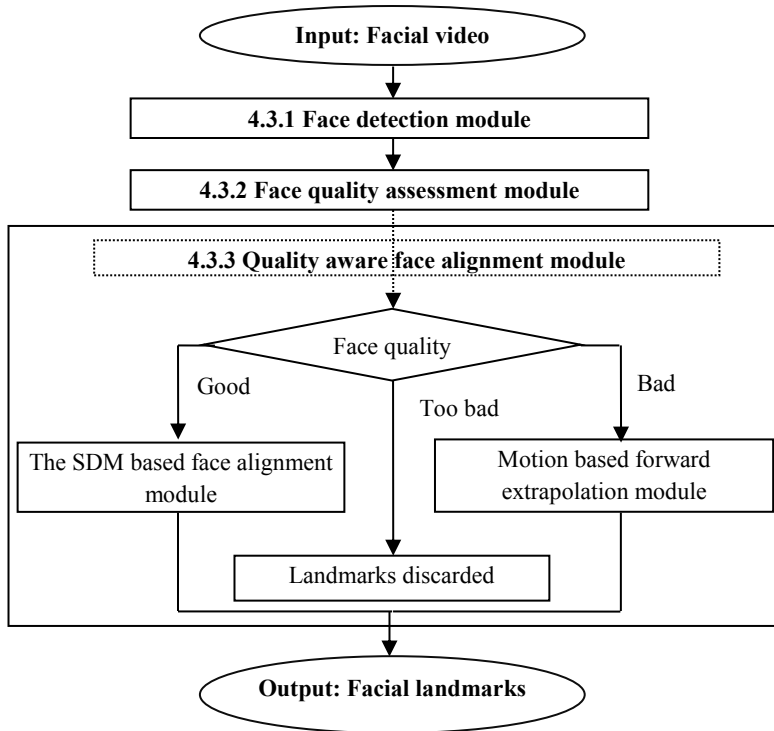 Input: Facial video
4.3.1 Face detection module
4.3.2 Face quality assessment module
4.3.3 Quality aware face alignment module
Face quality
Good
Too bad
Bad
The SDM based face alignment
module
Motion based forward
extrapolation module
Landmarks discarded
Output: Facial landmarks